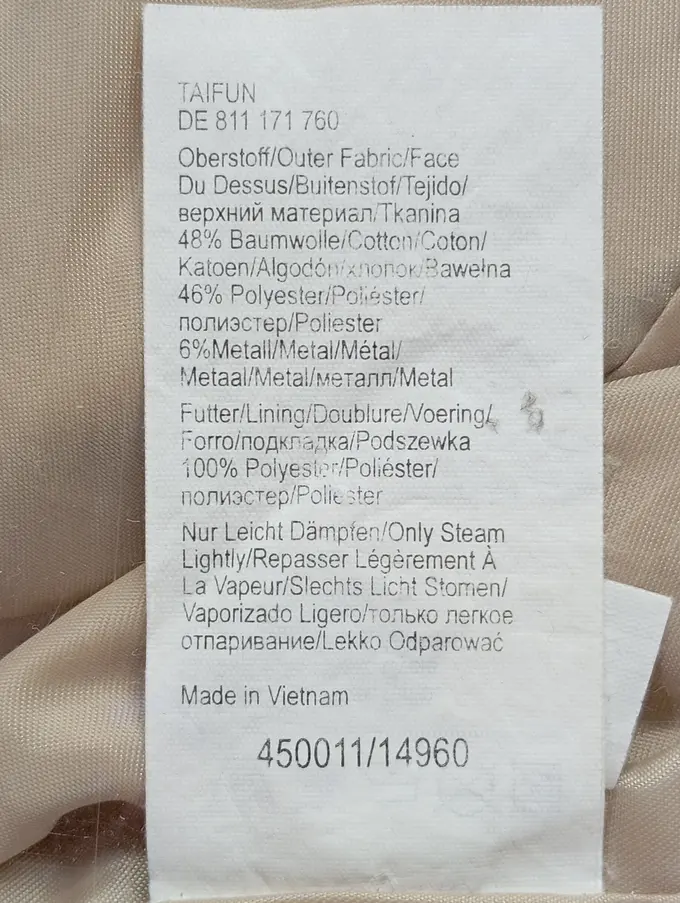 TAIFUN
DE 811 171 760
Oberstoff/Outer Fabric/Face
Du Dessus/Buitenstof/Tejido/
верхний материал/Tkanina
48% Baumwolle/Cotton/Coton/
Katoen/Algodón/хлопок/Bawełna
46% Polyester/Poliéster/
полиэстер/Poliester
6%Metall/Metal/Métal/
Metaal/Metal/металл/Metal
Futter/Lining/Doublure/Voering/
Forro/подкладка/Podszewka
100% Polyester/Poliéster/
полиэстер/Poliester
Nur Leicht Dämpfen/Only Steam
Lightly/Repasser Légèrement À
La Vapeur/Slechts Licht Stomen/
Vaporizado Ligero/только легкое
отпаривание/Lekko Odparować
Made in Vietnam
450011/14960